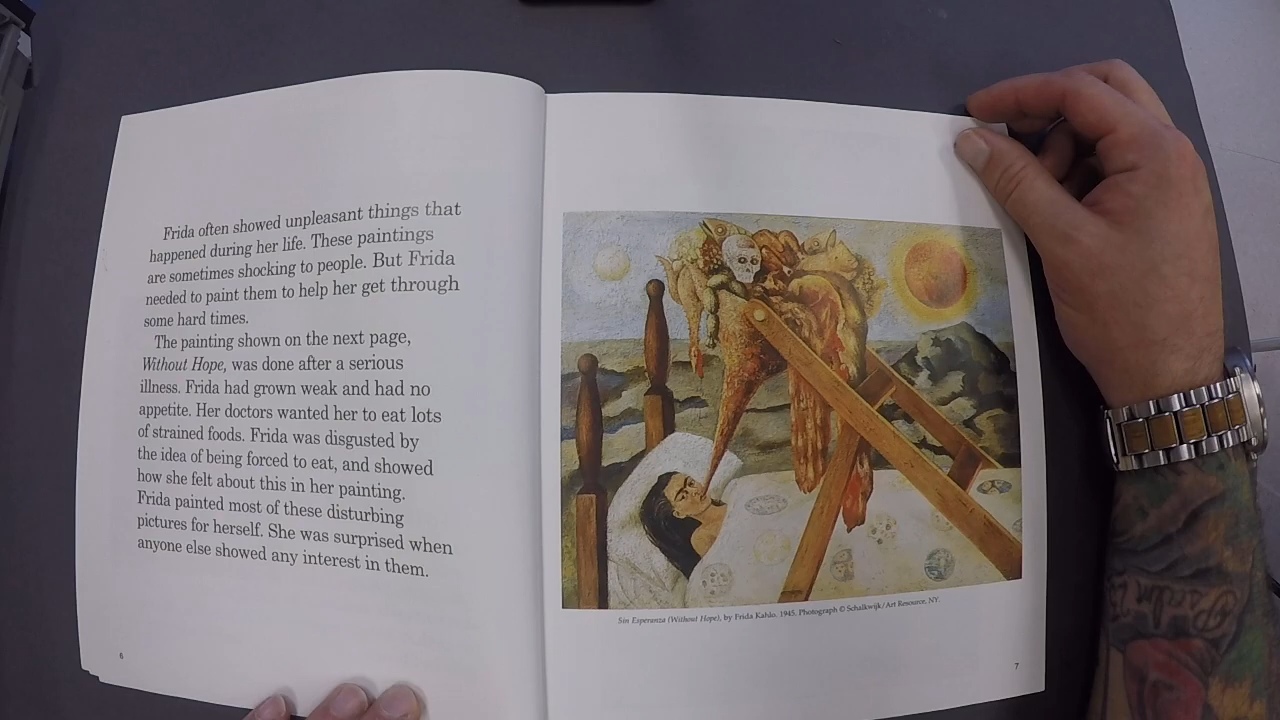 Frida often showed unpleasant things that
happened during her life. These paintings
are sometimes shocking to people. But Frida
needed to paint them to help her get through
some hard times.
The painting shown on the next page,
Without Hope, was done after a serious
illness. Frida had grown weak and had no
appetite. Her doctors wanted her to eat lots
of strained foods. Frida was disgusted by
the idea of being forced to eat, and showed
how she felt about this in her painting.
Frida painted most of these disturbing
pictures for herself. She was surprised when
anyone else showed any interest in them.
6
Sin Esperanza (Without Hope), by Frida Kahlo. 1945. Photograph © Schalkwijk/Art Resource, NY.
7